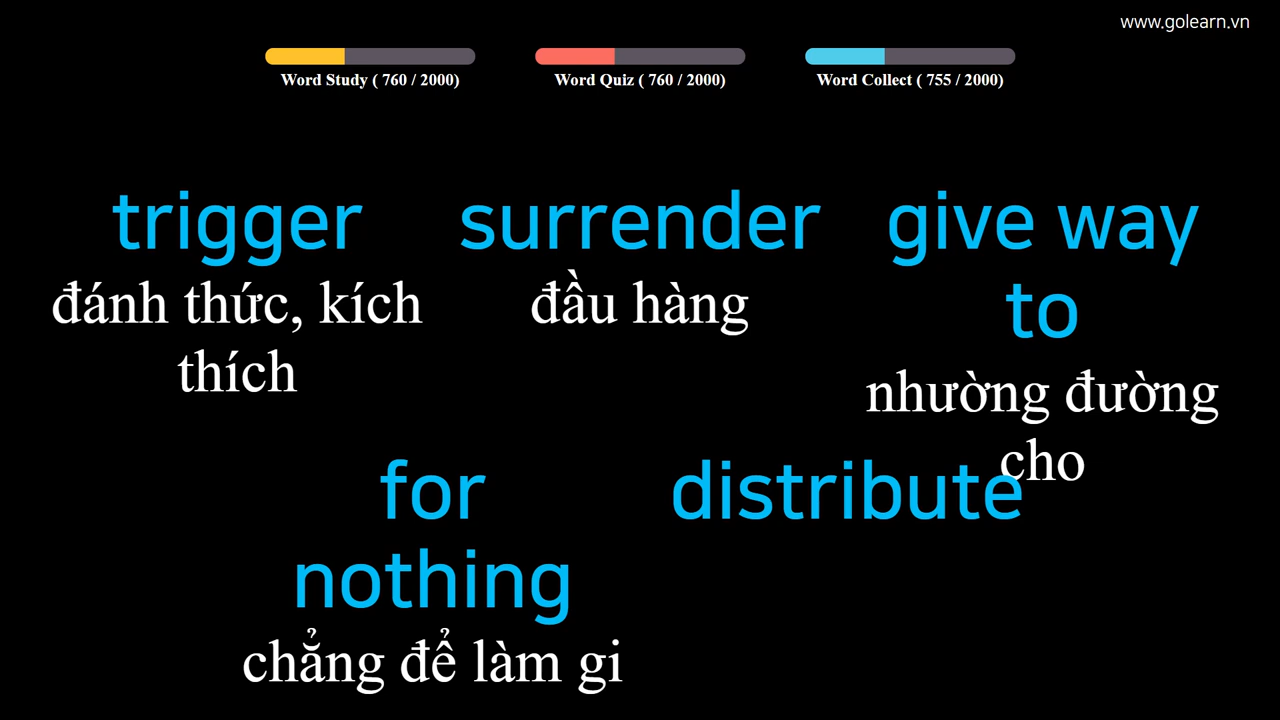 www.golearn.vn
Word Study ( 760 / 2000)
Word Quiz ( 760 / 2000)
Word Collect ( 755 / 2000)
trigger
đánh thức, kích
thích
surrender
đầu hàng
give way
to
nhường đường
cho
for
nothing
chẳng để làm gi
distribute